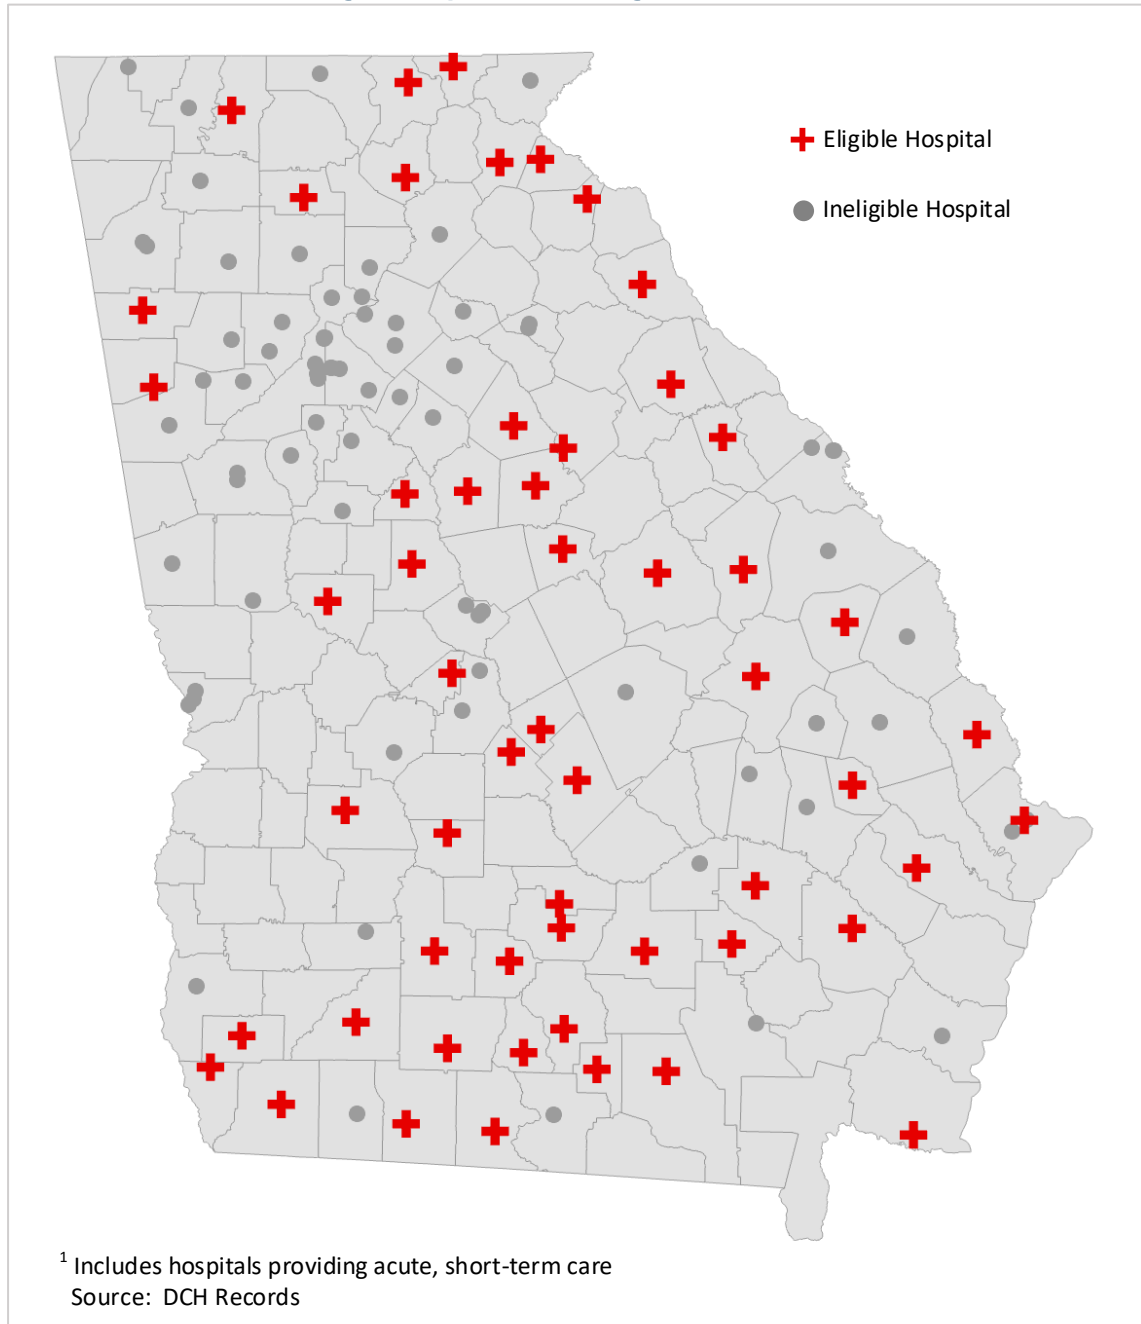 Eligible Hospital
Ineligible Hospital
1 Includes hospitals providing acute, short-term care
Source: DCH Records